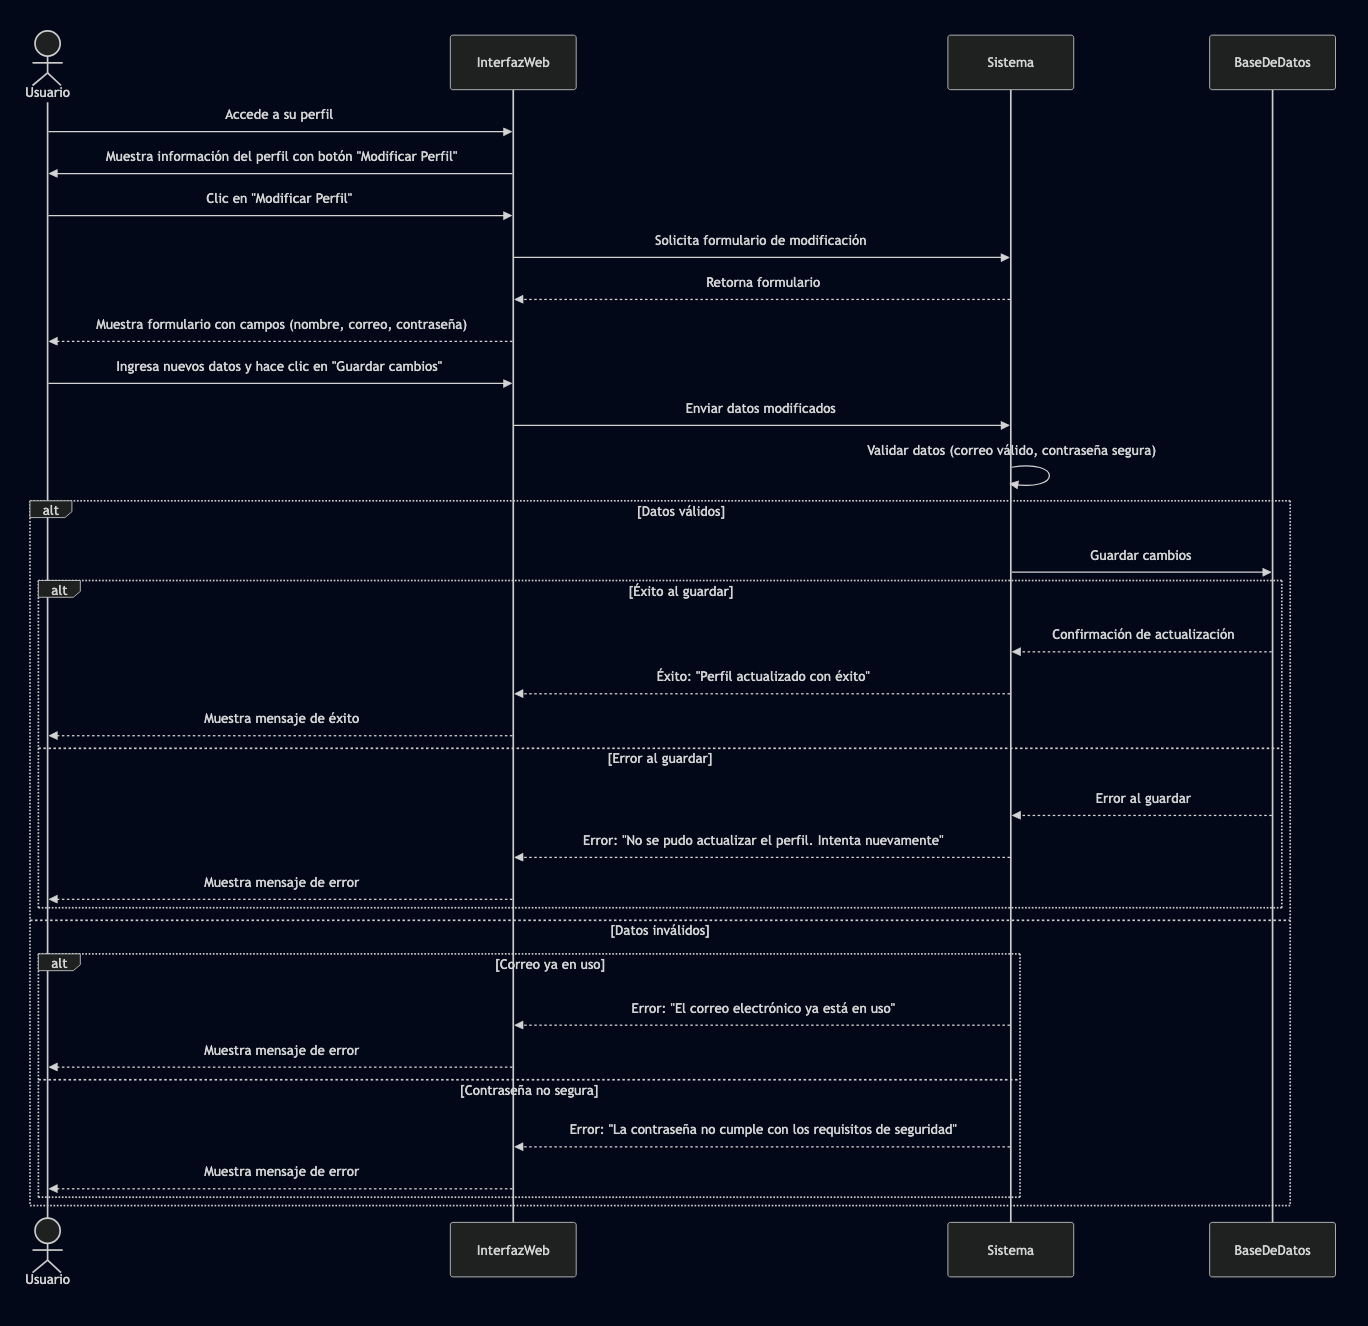 Usuario
InterfazWeb
Sistema
BaseDeDatos
Accede a su perfil
Muestra información del perfil con botón "Modificar Perfil"
Clic en "Modificar Perfil"
Solicita formulario de modificación
Retorna formulario
Muestra formulario con campos (nombre, correo, contraseña)
Ingresa nuevos datos y hace clic en "Guardar cambios"
Enviar datos modificados
Validar datos (correo válido, contraseña segura)
alt
[Datos válidos]
Guardar cambios
alt
[Éxito al guardar]
Confirmación de actualización
Éxito: "Perfil actualizado con éxito"
Muestra mensaje de éxito
[Error al guardar]
Error al guardar
Error: "No se pudo actualizar el perfil. Intenta nuevamente"
Muestra mensaje de error
[Datos inválidos]
alt
[Correo ya en uso]
Error: "El correo electrónico ya está en uso"
Muestra mensaje de error
[Contraseña no segura]
Error: "La contraseña no cumple con los requisitos de seguridad"
Muestra mensaje de error
Usuario
InterfazWeb
Sistema
BaseDeDatos